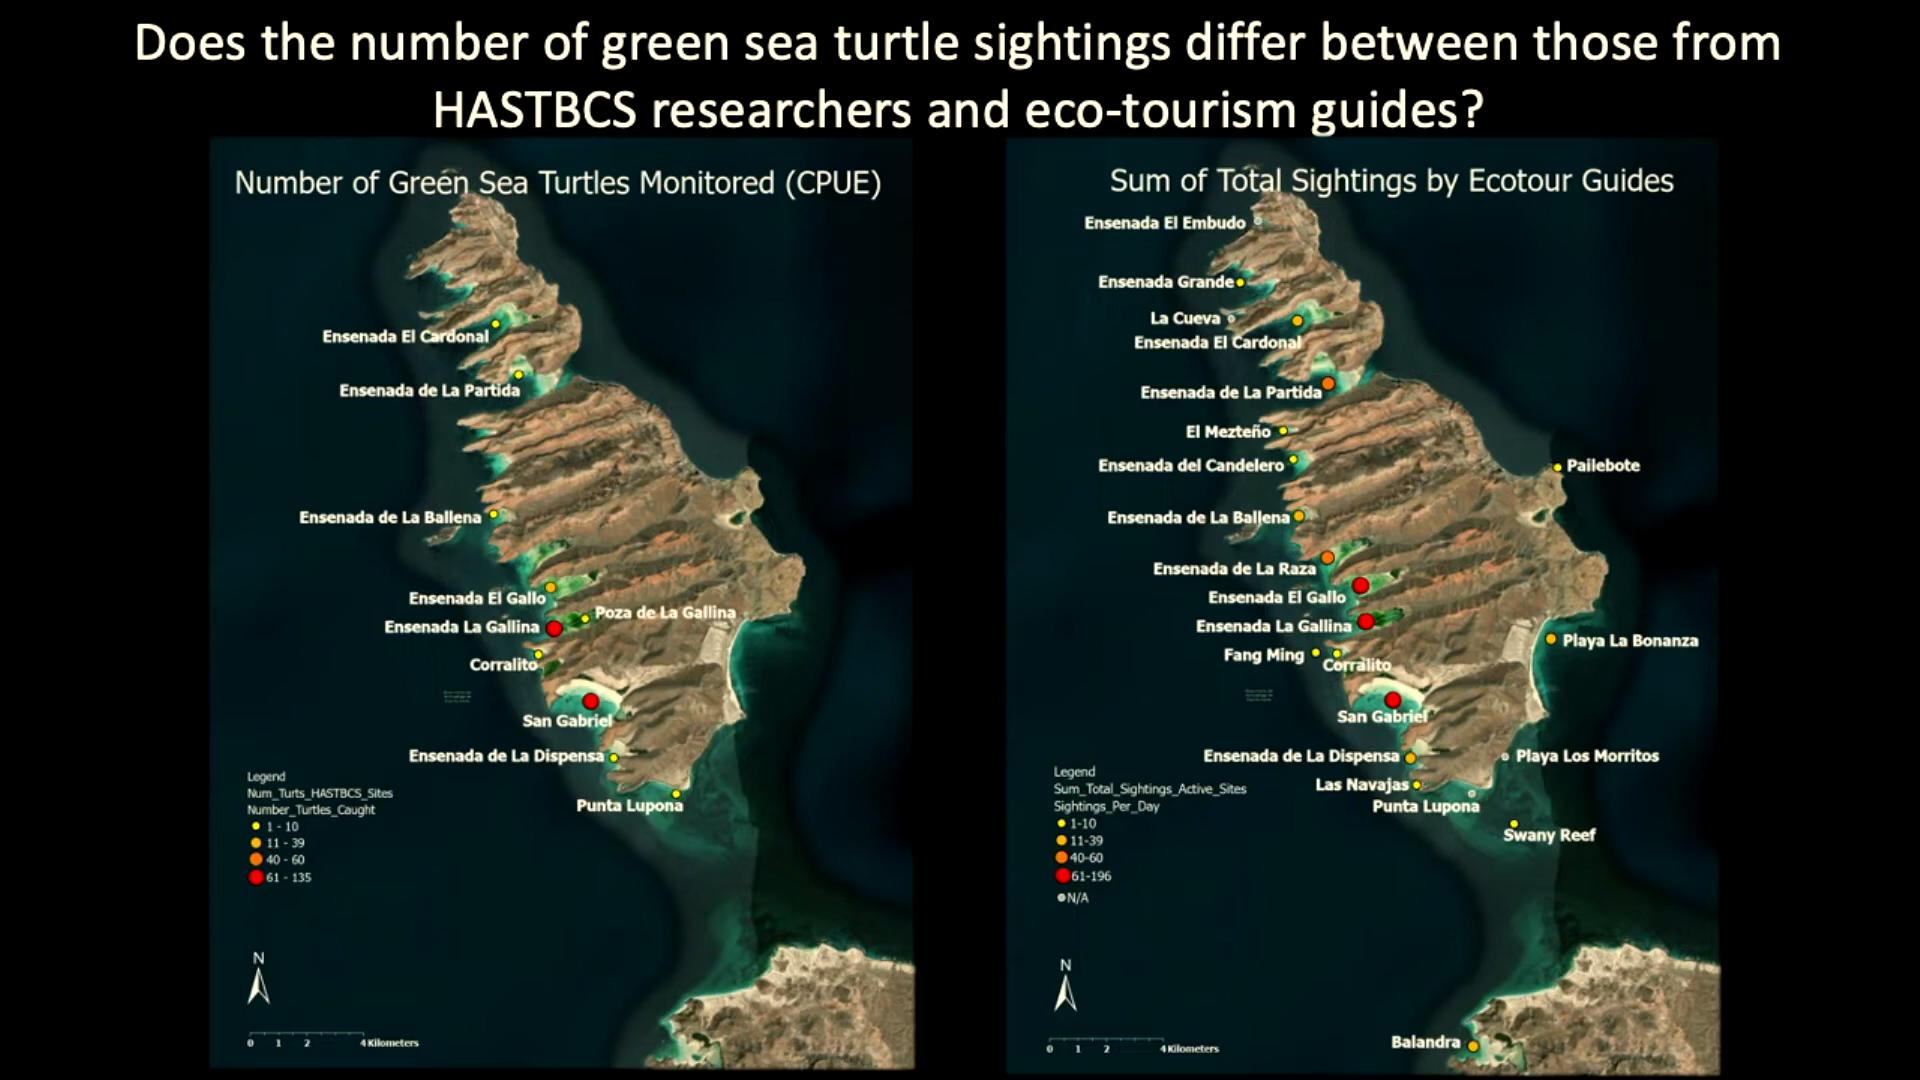 Does the number of green sea turtle sightings differ between those from
HASTBCS researchers and eco-tourism guides?
Number of Green Sea Turtles Monitored (CPUE)
Ensenada El Cardonal
Ensenada de La Partida
Ensenada de La Ballena
Ensenada El Gallo
Poza de La Gallina
Ensenada La Gallina
Corralito
San Gabriel
Ensenada de La Dispensa
Punta Lupona
Legend
Num_Turts_HASTBCS_Sites
Number_Turtles_Caught
1 - 10
11 - 39
40 - 60
61 - 135
N
0 1 2 4 Kilometers
Sum of Total Sightings by Ecotour Guides
Ensenada El Embudo
Ensenada Grande
La Cueva
Ensenada El Cardonal
Ensenada de La Partida
El Mezteño
Ensenada del Candelero
Pailebote
Ensenada de La Ballena
Ensenada de La Raza
Ensenada El Gallo
Ensenada La Gallina
Playa La Bonanza
Fang Ming
Corralito
San Gabriel
Ensenada de La Dispensa
Playa Los Morritos
Las Navajas
Punta Lupona
Swany Reef
Legend
Sum_Total_Sightings_Active_Sites
Sightings_Per_Day
1-10
11-39
40-60
61-196
N/A
N
0 1 2 4 Kilometers
Balandra